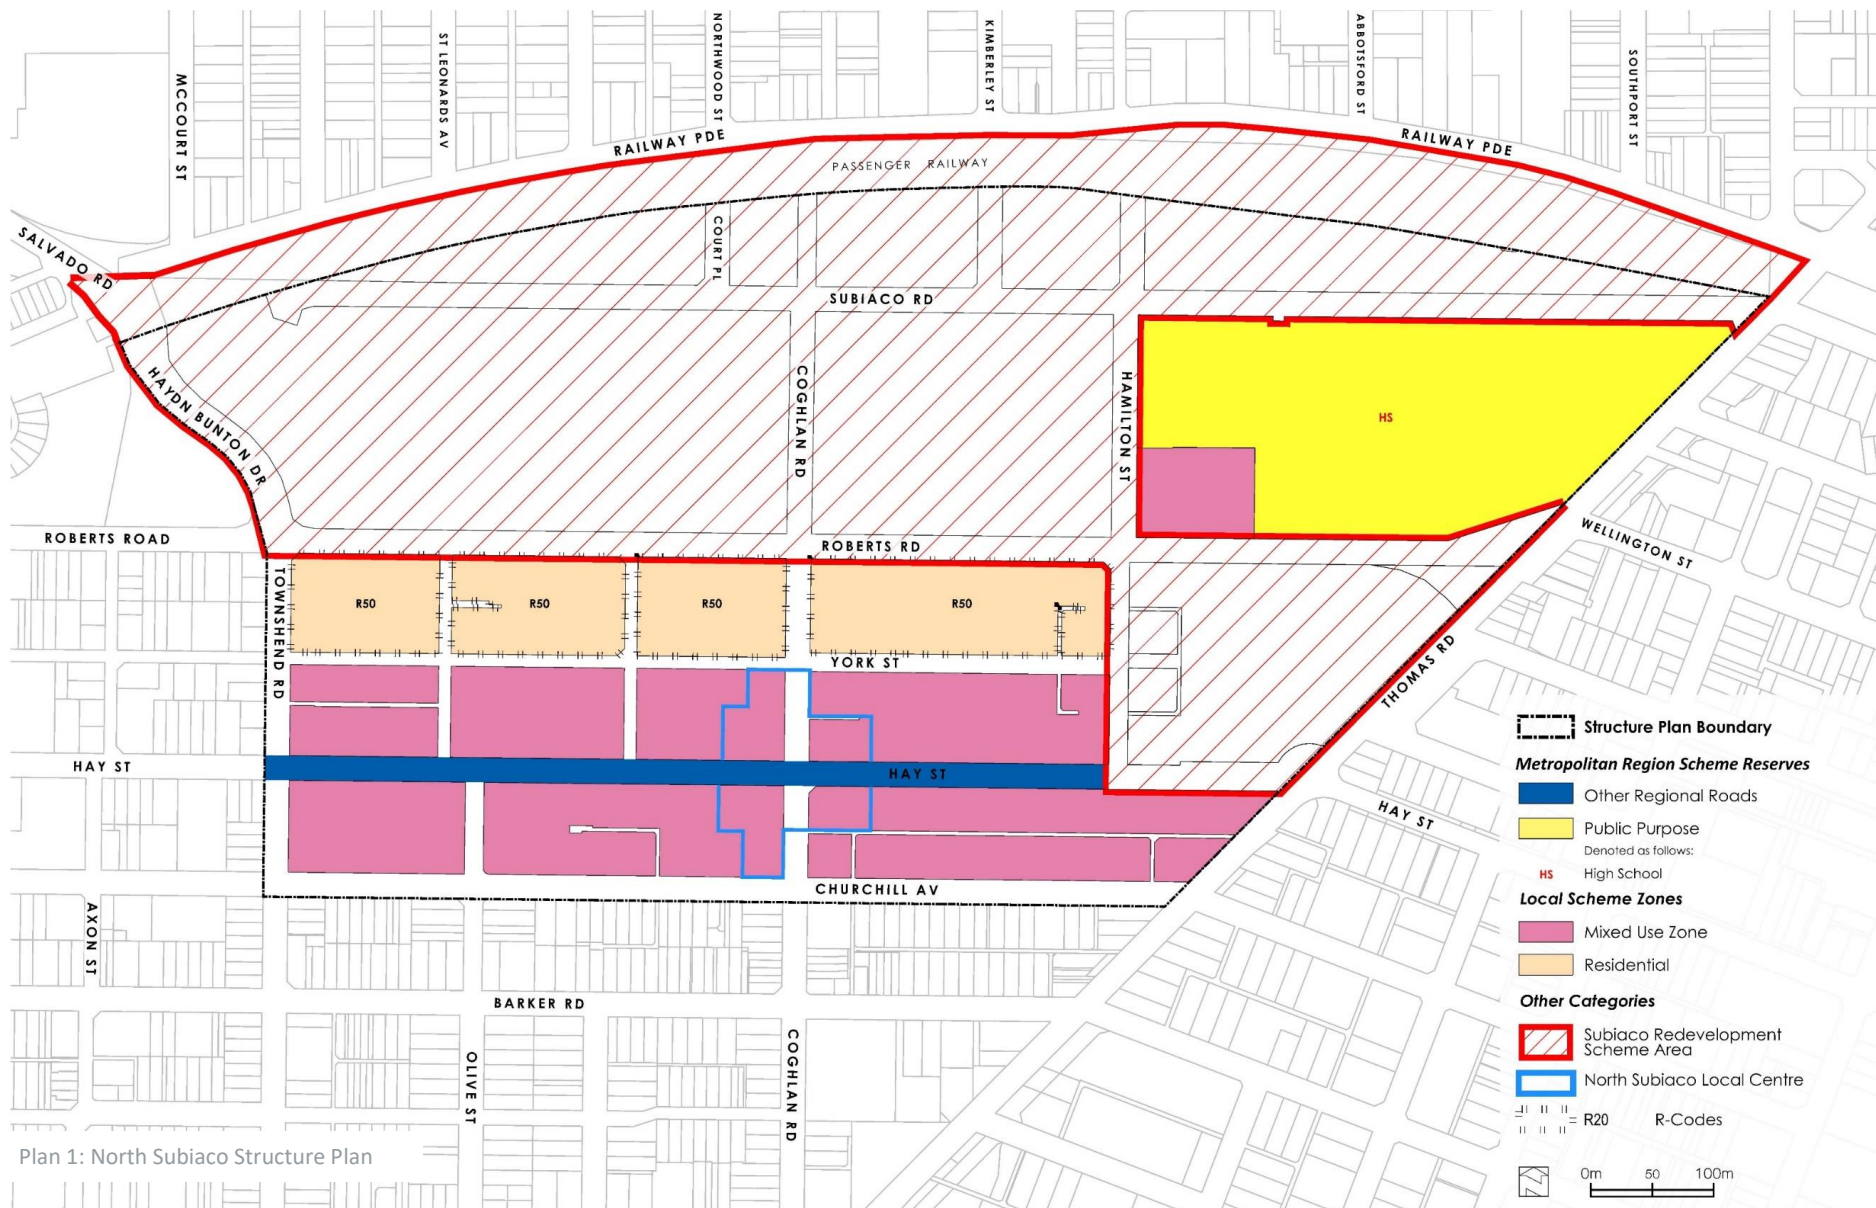 MCCOURT ST
ST LEONARDS AV
NORTHWOOD ST
KIMBERLEY ST
ABBOTSFORD ST
SOUTHPORT ST
RAILWAY PDE
RAILWAY PDE
PASSENGER RAILWAY
SALVADO RD
COURT PL
SUBIACO RD
HAYDN BUNTON DR
COGHLAN RD
HAMILTON ST
HS
ROBERTS ROAD
ROBERTS RD
WELLINGTON ST
TOWNSHEND RD
R50
R50
R50
R50
YORK ST
THOMAS RD
HAY ST
HAY ST
HAY ST
CHURCHILL AV
AXON ST
BARKER RD
OLIVE ST
COGHLAN RD
Structure Plan Boundary
Metropolitan Region Scheme Reserves
Other Regional Roads
Public Purpose
Denoted as follows:
HS High School
Local Scheme Zones
Mixed Use Zone
Residential
Other Categories
Subiaco Redevelopment
Scheme Area
North Subiaco Local Centre
R20 R-Codes
0m 50 100m
Plan 1: North Subiaco Structure Plan